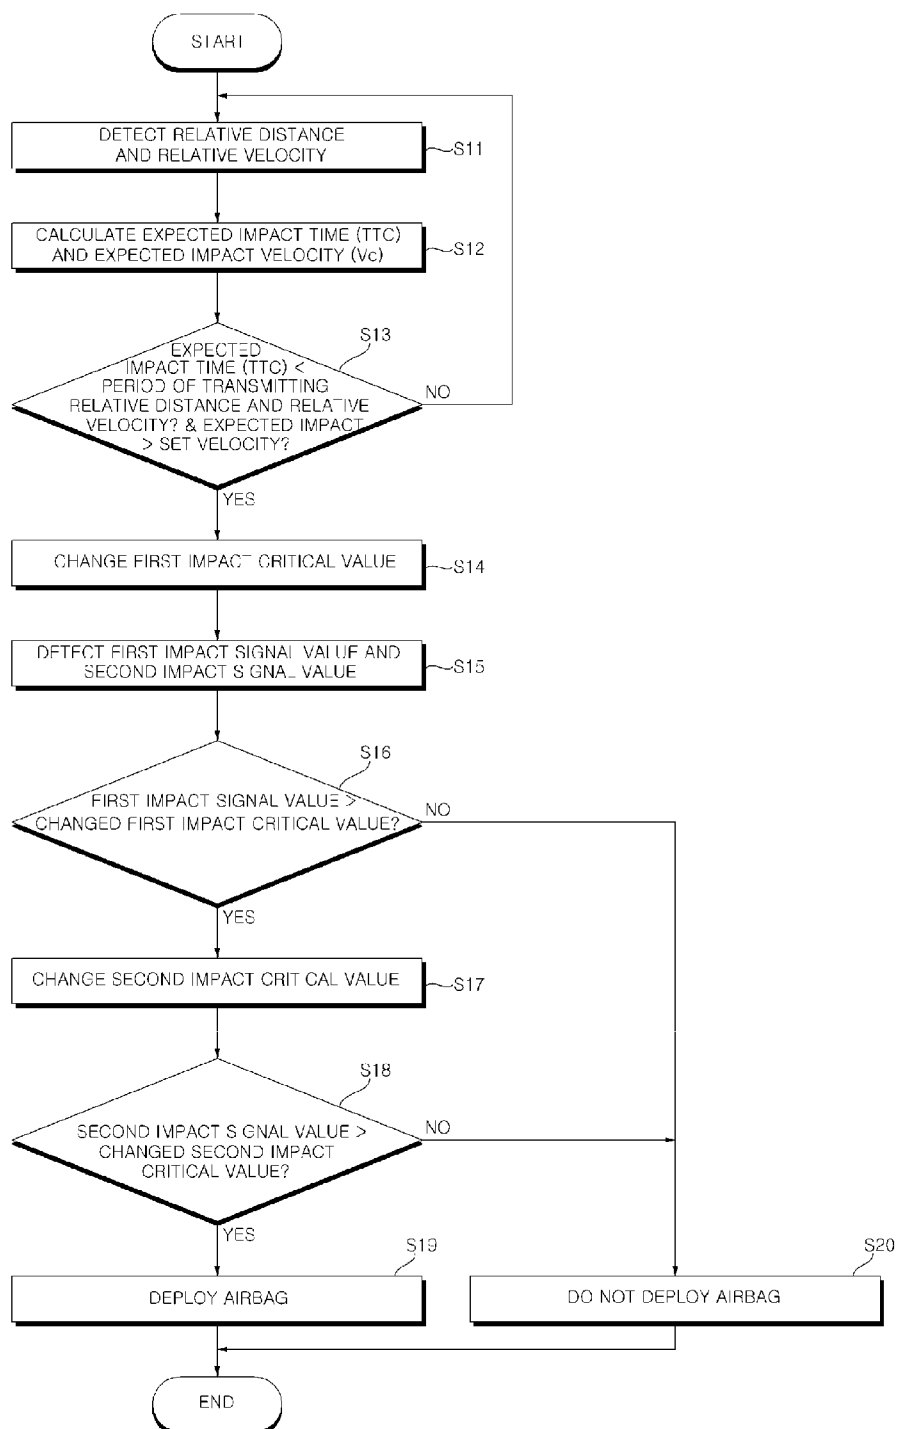 START
DETECT RELATIVE DISTANCE
AND RELATIVE VELOCITY
S11
CALCULATE EXPECTED IMPACT TIME (TTC)
AND EXPECTED IMPACT VELOCITY (Vc)
S12
S13
EXPECTED
IMPACT TIME (TTC) <
PERIOD OF TRANSMITTING
RELATIVE DISTANCE AND RELATIVE
VELOCITY? & EXPECTED IMPACT
> SET VELOCITY?
NO
YES
CHANGE FIRST IMPACT CRITICAL VALUE
S14
DETECT FIRST IMPACT SIGNAL VALUE AND
SECOND IMPACT SIGNAL VALUE
S15
S16
FIRST IMPACT SIGNAL VALUE >
CHANGED FIRST IMPACT CRITICAL VALUE?
NO
YES
CHANGE SECOND IMPACT CRITICAL VALUE
S17
S18
SECOND IMPACT SIGNAL VALUE >
CHANGED SECOND IMPACT
CRITICAL VALUE?
NO
YES
S19
DEPLOY AIRBAG
S20
DO NOT DEPLOY AIRBAG
END